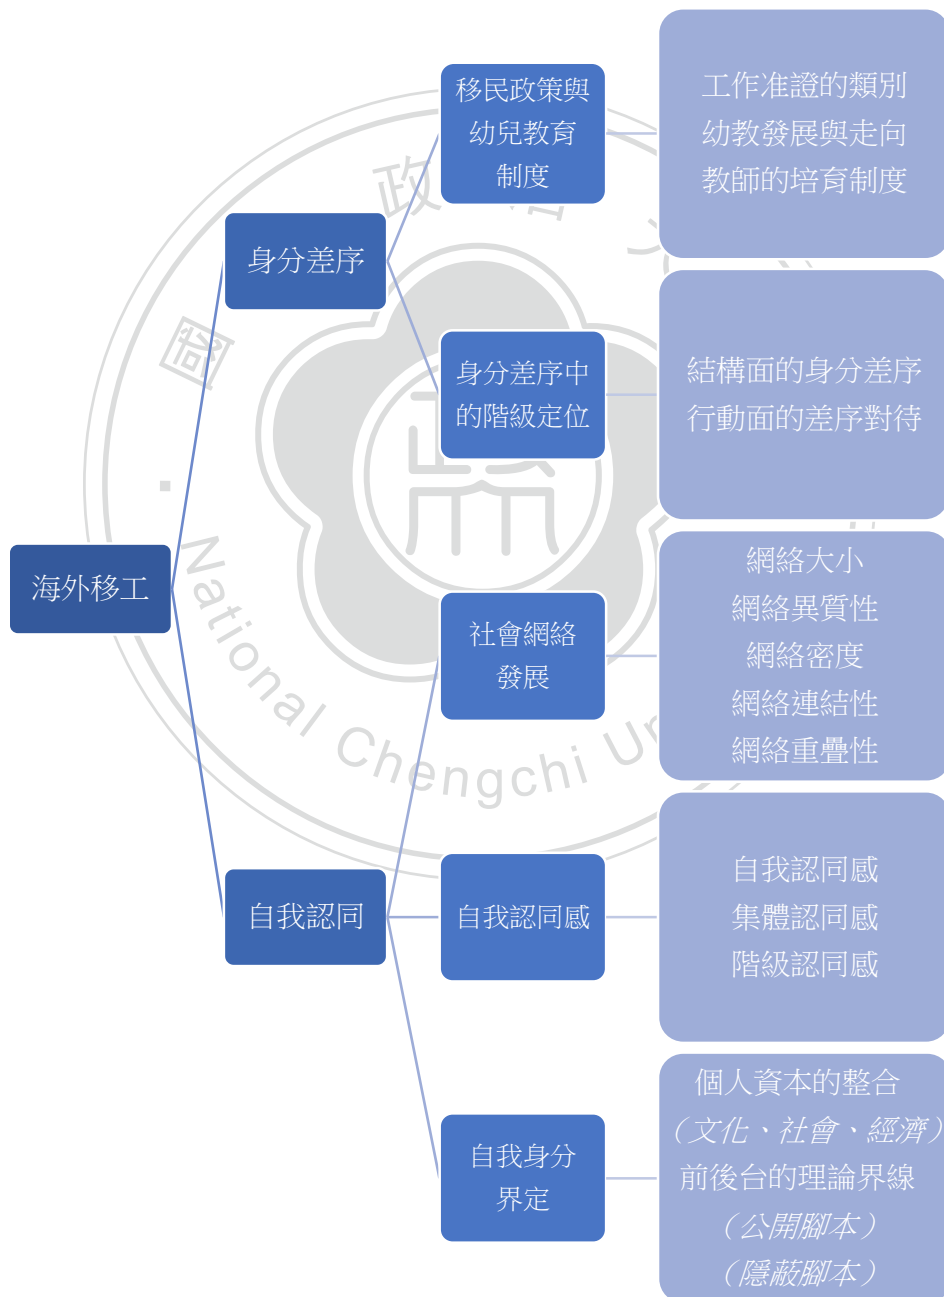 海外移工
身分差序
移民政策與
幼兒教育
制度
工作准證的類別
幼教發展與走向
教師的培育制度
身分差序中
的階級定位
結構面的身分差序
行動面的差序對待
自我認同
社會網絡
發展
網絡大小
網絡異質性
網絡密度
網絡連結性
網絡重疊性
自我認同感
自我認同感
集體認同感
階級認同感
自我身分
界定
個人資本的整合
（文化、社會、經濟）
前後台的理論界線
（公開腳本）
（隱蔽腳本）
國
政
National Chengchi Un